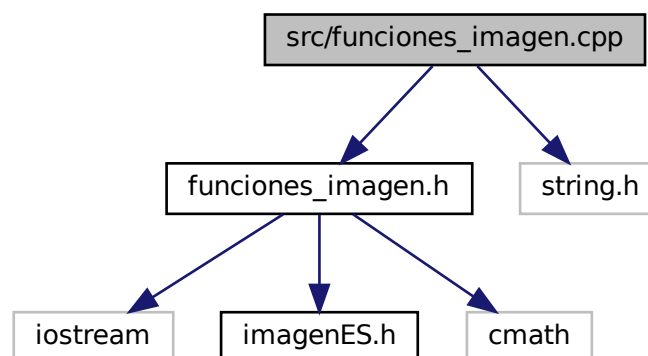 src/funciones_imagen.cpp
funciones_imagen.h
string.h
iostream
imagenES.h
cmath